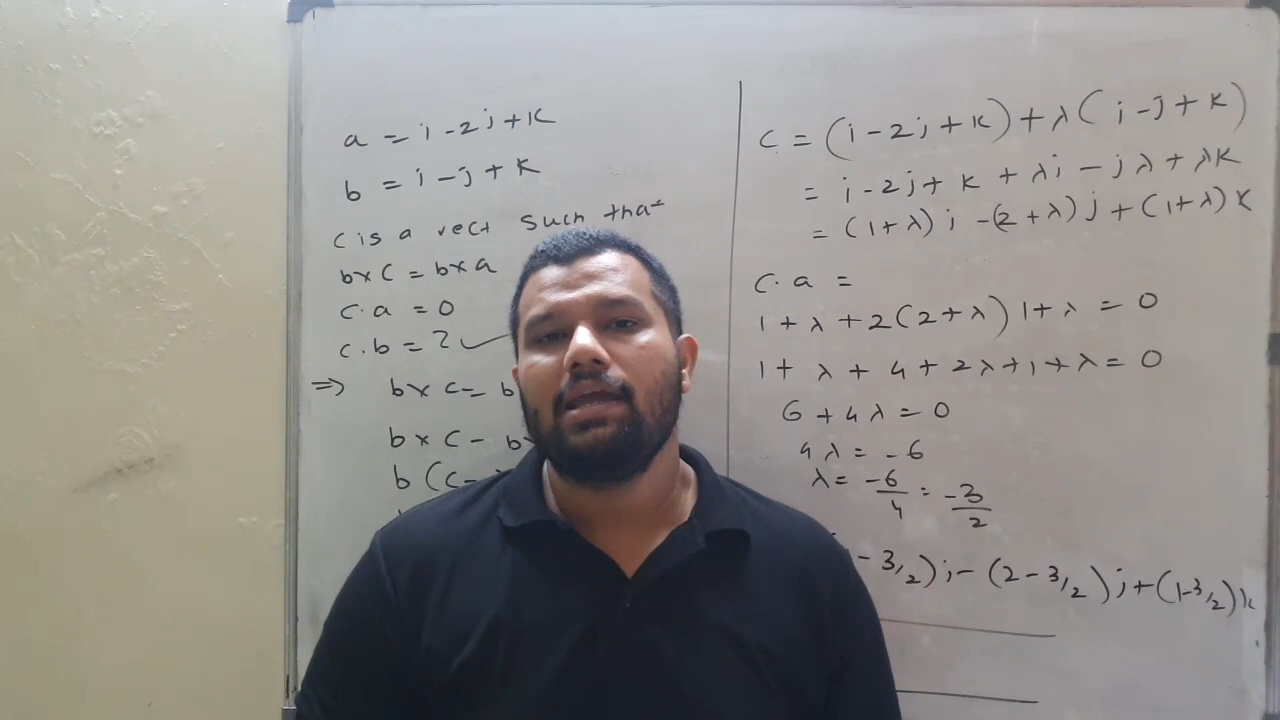 a = i - 2j + k
b = i - j + k
c is a vect such that
b×c = b×a
c.a = 0
c.b = ? ✓
=> b×c = b
b×c - b
b(c-
c = (i - 2j + k) + λ(i - j + k)
= i - 2j + k + λi - jλ + λk
= (1+λ)i - (2+λ)j + (1+λ)k
c.a =
1 + λ + 2(2+λ) 1 + λ = 0
1 + λ + 4 + 2λ + 1 + λ = 0
6 + 4λ = 0
4λ = -6
λ = -6/4 = -3/2
- 3/2)i - (2 - 3/2)j + (1-3/2)k